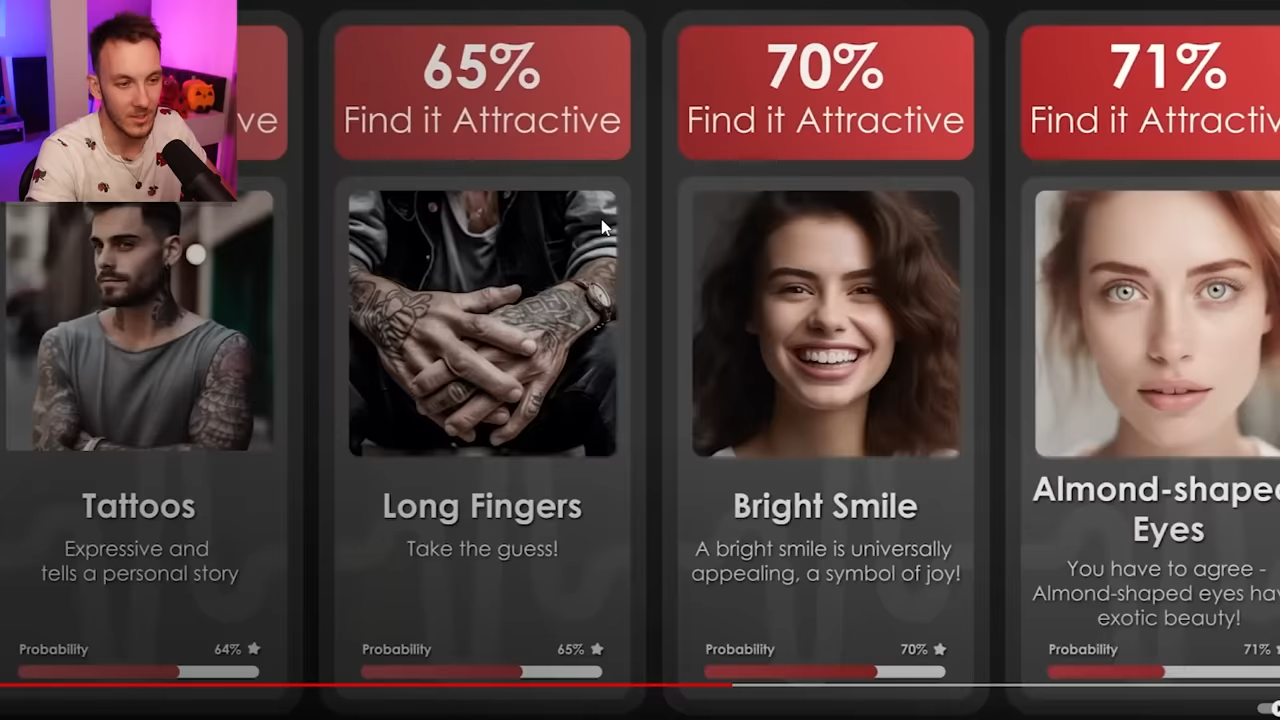 ve
65%
Find it Attractive
70%
Find it Attractive
71%
Find it Attractiv
Tattoos
Expressive and
tells a personal story
Probability 64%
Long Fingers
Take the guess!
Probability 65%
Bright Smile
A bright smile is universally
appealing, a symbol of joy!
Probability 70%
Almond-shaped
Eyes
You have to agree -
Almond-shaped eyes hav
exotic beauty!
Probability 71%